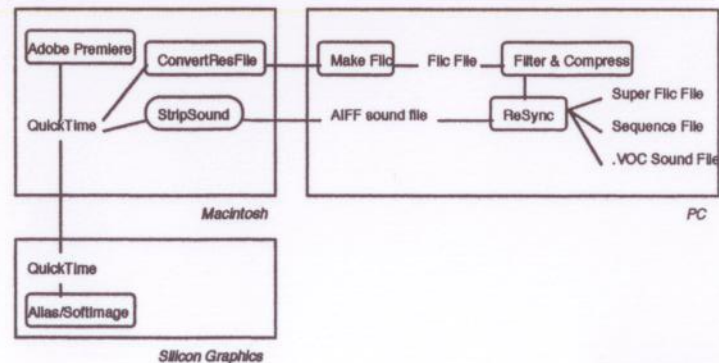 Adobe Premiere
ConvertResFile
Make Flic
Flic File
Filter & Compress
Super Flic File
QuickTime
StripSound
AIFF sound file
ReSync
Sequence File
.VOC Sound File
Macintosh
PC
QuickTime
Alias/SoftImage
Silicon Graphics